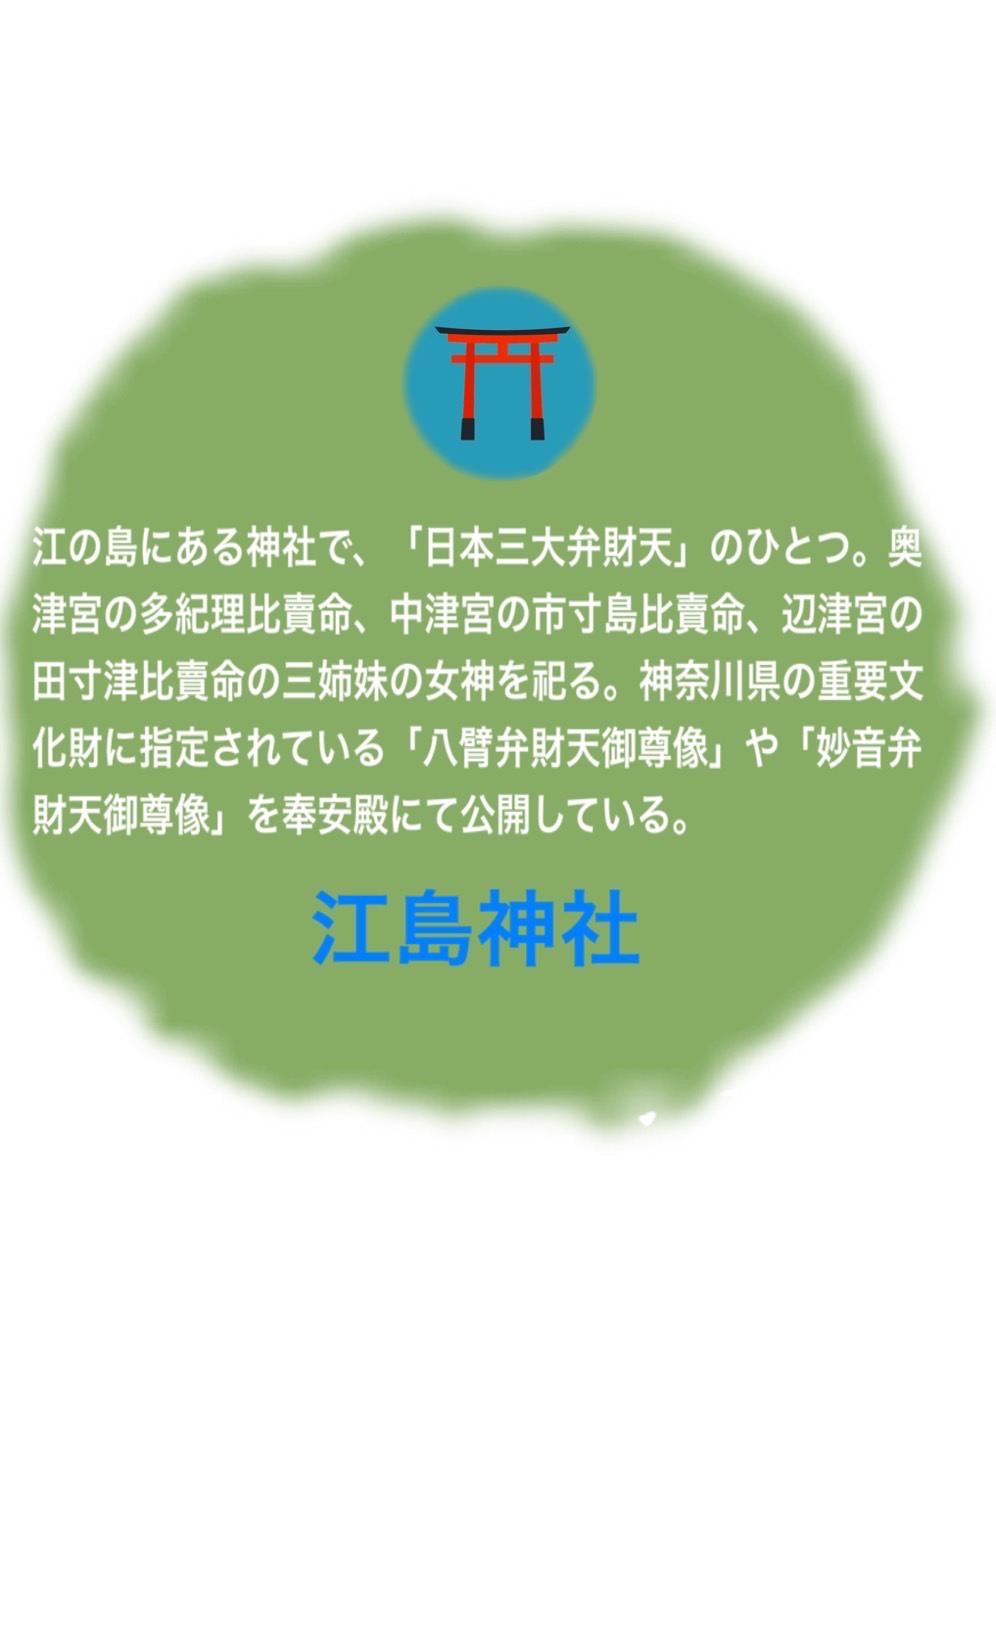 江の島にある神社で、「日本三大弁財天」のひとつ。奥
津宮の多紀理比賣命、中津宮の市寸島比賣命、辺津宮の
田寸津比賣命の三姉妹の女神を祀る。神奈川県の重要文
化財に指定されている「八臂弁財天御尊像」や「妙音弁
財天御尊像」を奉安殿にて公開している。
江島神社